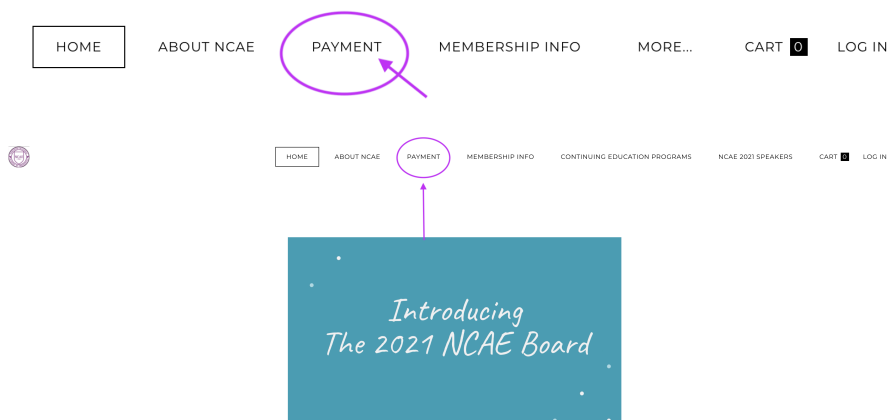 HOME ABOUT NCAE PAYMENT MEMBERSHIP INFO MORE... CART 0 LOG IN
HOME ABOUT NCAE PAYMENT MEMBERSHIP INFO CONTINUING EDUCATION PROGRAMS NCAE 2021 SPEAKERS CART 0 LOG IN
Introducing
The 2021 NCAE Board